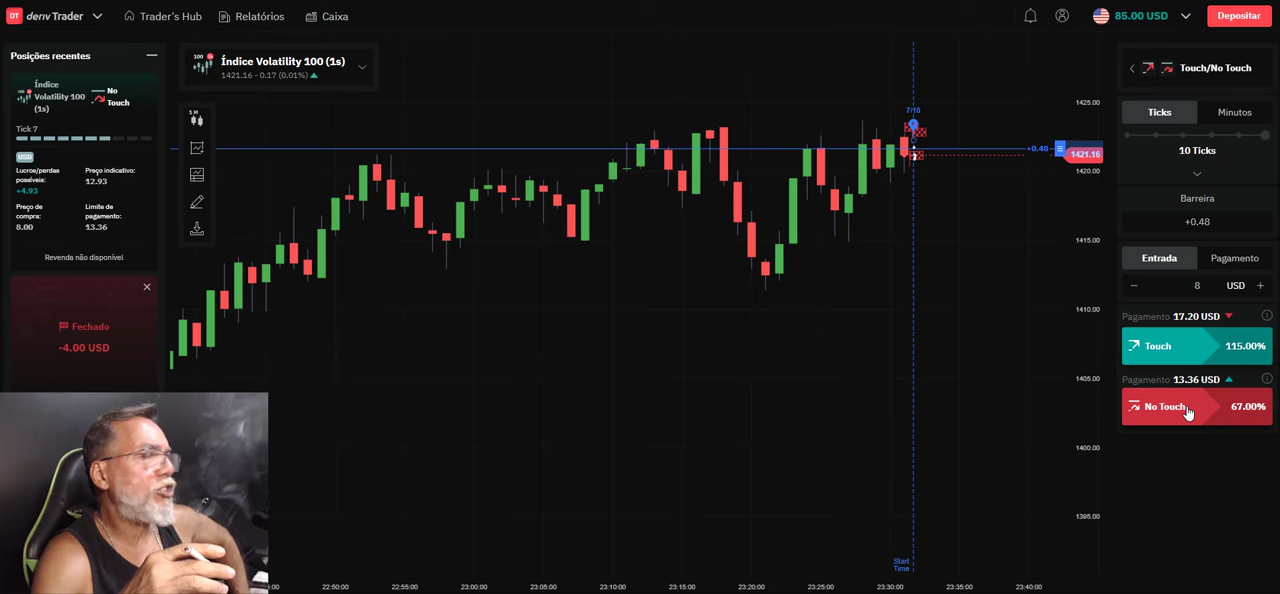 DT deriv Trader
Trader's Hub
Relatórios
Caixa
85.00 USD
Depositar
Posições recentes
Índice
Volatility 100
(1s)
No
Touch
Tick 7
USD
Lucros/perdas
possíveis:
+4.93
Preço indicativo:
12.93
Preço de
compra:
8.00
Limite de
pagamento:
13.36
Revenda não disponível
Fechado
-4.00 USD
100
Índice Volatility 100 (1s)
1421.16 - 0.17 (0.01%)
1 M
7/10
+0.48
1421.16
Start
Time
1425.00
1420.00
1415.00
1410.00
1405.00
1400.00
1395.00
22:50:00
22:55:00
23:00:00
23:05:00
23:10:00
23:15:00
23:20:00
23:25:00
23:30:00
23:35:00
23:40:00
Touch/No Touch
Ticks
Minutos
10 Ticks
Barreira
+0.48
Entrada
Pagamento
− 8 USD +
Pagamento 17.20 USD
Touch 115.00%
Pagamento 13.36 USD
No Touch 67.00%